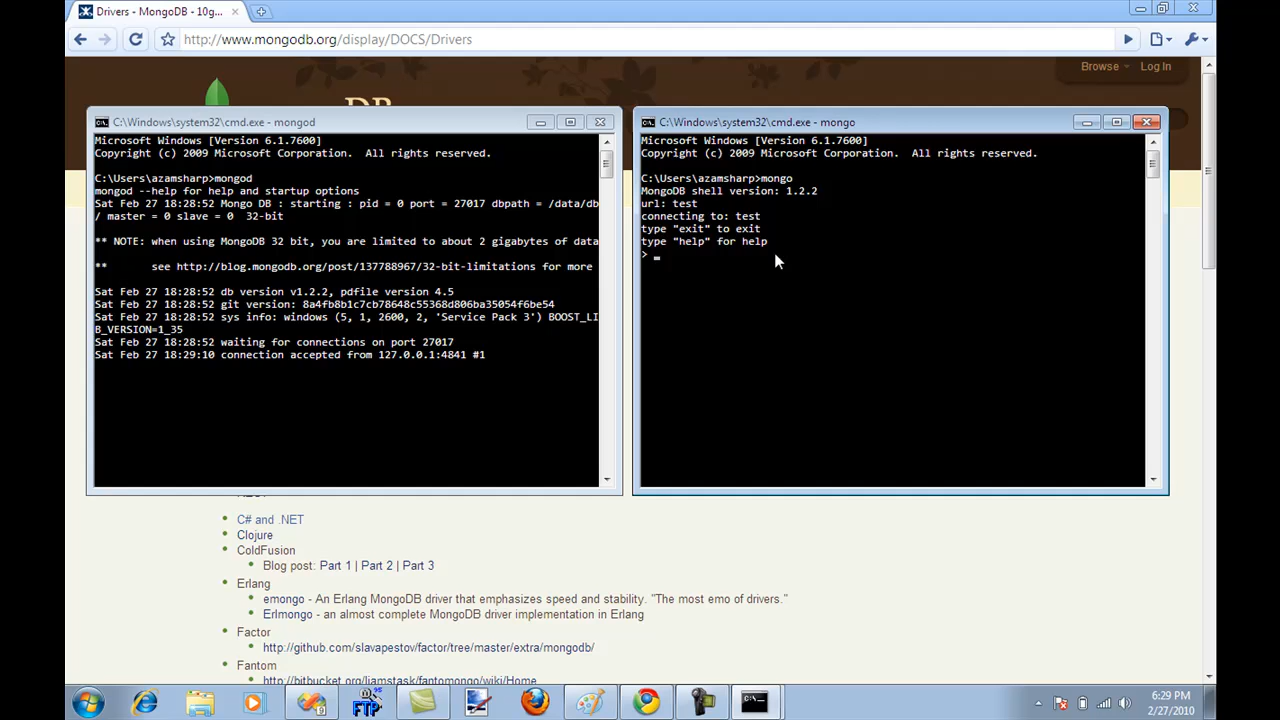 Drivers - MongoDB - 10g...
http://www.mongodb.org/display/DOCS/Drivers
Browse
Log In
DB
C:\Windows\system32\cmd.exe - mongod
Microsoft Windows [Version 6.1.7600]
Copyright (c) 2009 Microsoft Corporation.  All rights reserved.
C:\Users\azamsharp>mongod
mongod --help for help and startup options
Sat Feb 27 18:28:52 Mongo DB : starting : pid = 0 port = 27017 dbpath = /data/db
/ master = 0 slave = 0  32-bit
** NOTE: when using MongoDB 32 bit, you are limited to about 2 gigabytes of data
**       see http://blog.mongodb.org/post/137788967/32-bit-limitations for more
Sat Feb 27 18:28:52 db version v1.2.2, pdfile version 4.5
Sat Feb 27 18:28:52 git version: 8a4fb8b1c7cb78648c55368d806ba35054f6be54
Sat Feb 27 18:28:52 sys info: windows (5, 1, 2600, 2, 'Service Pack 3') BOOST_LI
B_VERSION=1_35
Sat Feb 27 18:28:52 waiting for connections on port 27017
Sat Feb 27 18:29:10 connection accepted from 127.0.0.1:4841 #1
C:\Windows\system32\cmd.exe - mongo
Microsoft Windows [Version 6.1.7600]
Copyright (c) 2009 Microsoft Corporation.  All rights reserved.
C:\Users\azamsharp>mongo
MongoDB shell version: 1.2.2
url: test
connecting to: test
type "exit" to exit
type "help" for help
>
C# and .NET
Clojure
ColdFusion
Blog post: Part 1 | Part 2 | Part 3
Erlang
emongo - An Erlang MongoDB driver that emphasizes speed and stability. "The most emo of drivers."
Erlmongo - an almost complete MongoDB driver implementation in Erlang
Factor
http://github.com/slavapestov/factor/tree/master/extra/mongodb/
Fantom
http://bitbucket.org/liamstask/fantomongo/wiki/Home
FTP
6:29 PM
2/27/2010